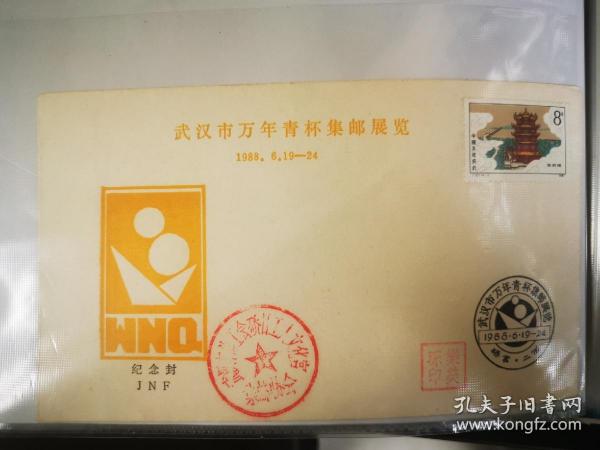 武汉市万年青杯集邮展览
1988．6．19—24
8分
中国人民邮政
WNQ
纪念封
JNF
武汉市万年青杯集邮展览
1988·6·19-24
孔夫子旧书网
www.kongfz.com